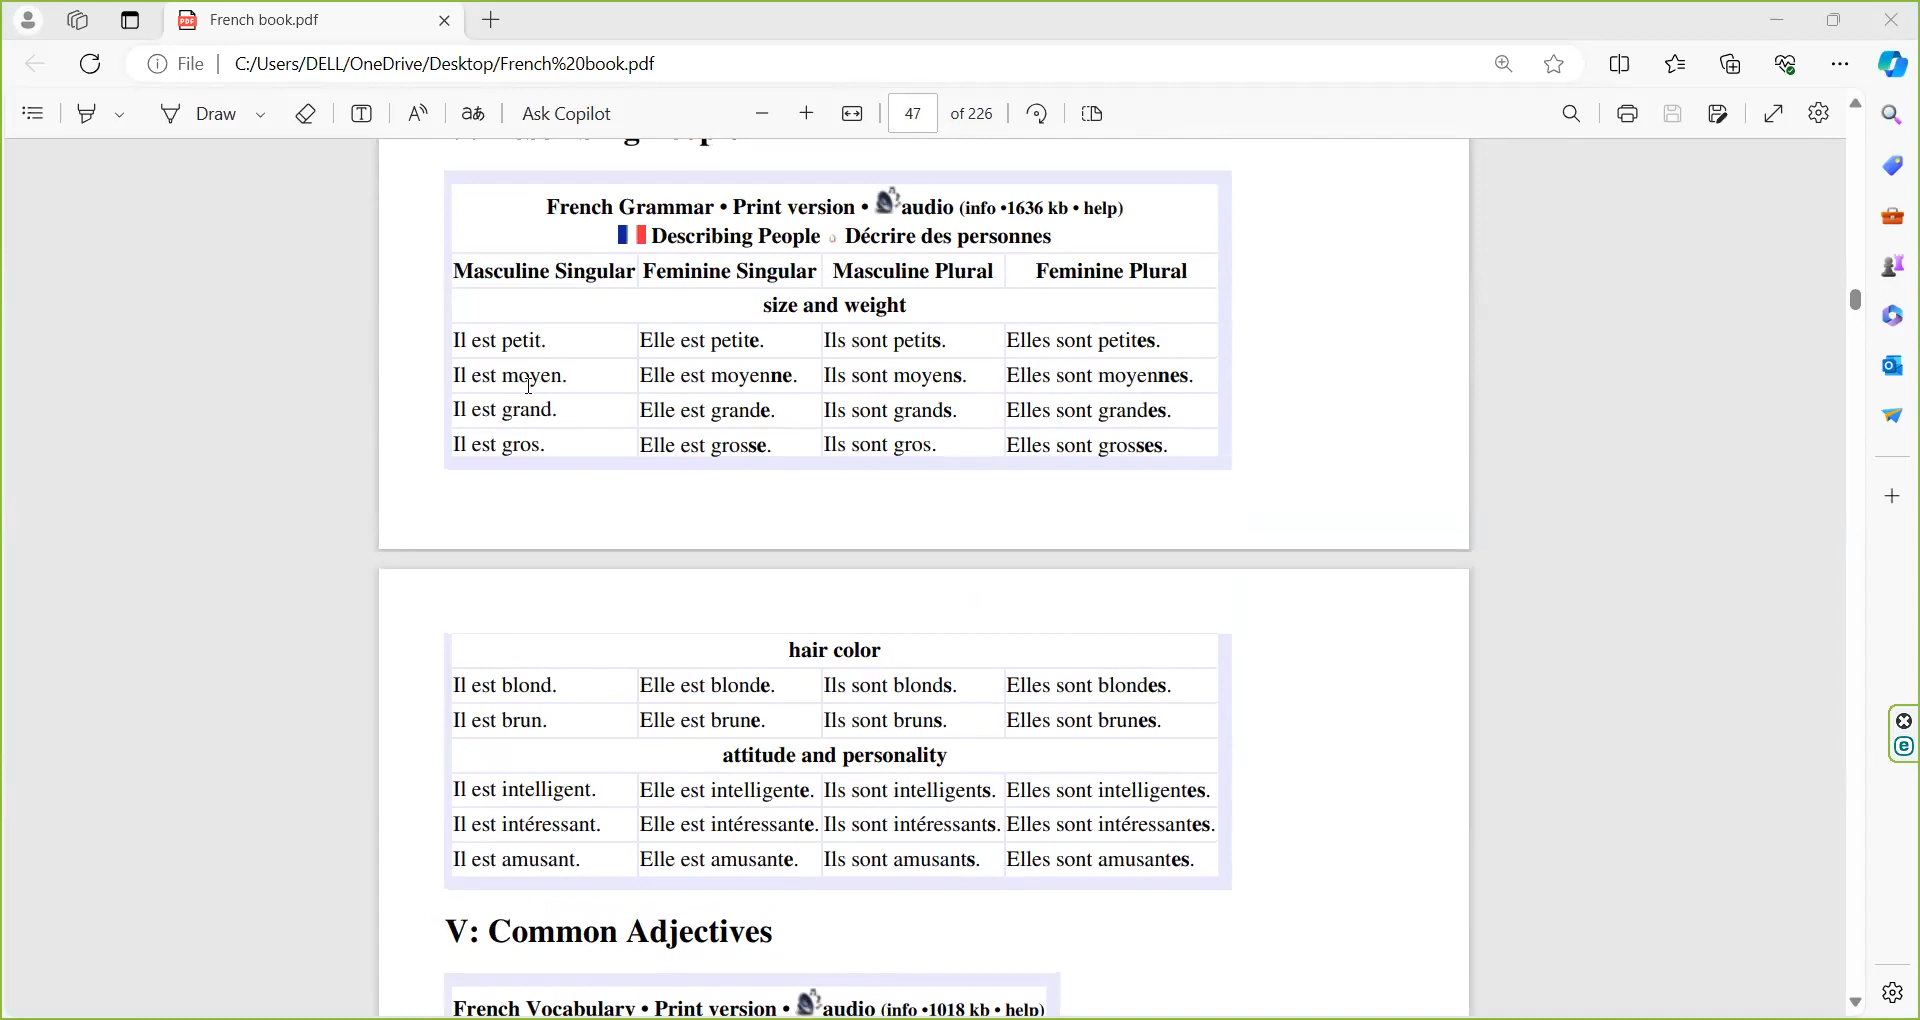 French book.pdf
File
C:/Users/DELL/OneDrive/Desktop/French%20book.pdf
Draw
Ask Copilot
47
of 226
French Grammar • Print version • audio (info •1636 kb • help)
Describing People Décrire des personnes
Masculine Singular Feminine Singular Masculine Plural Feminine Plural
size and weight
Il est petit. Elle est petite. Ils sont petits. Elles sont petites.
Il est moyen. Elle est moyenne. Ils sont moyens. Elles sont moyennes.
Il est grand. Elle est grande. Ils sont grands. Elles sont grandes.
Il est gros. Elle est grosse. Ils sont gros. Elles sont grosses.
hair color
Il est blond. Elle est blonde. Ils sont blonds. Elles sont blondes.
Il est brun. Elle est brune. Ils sont bruns. Elles sont brunes.
attitude and personality
Il est intelligent. Elle est intelligente. Ils sont intelligents. Elles sont intelligentes.
Il est intéressant. Elle est intéressante. Ils sont intéressants. Elles sont intéressantes.
Il est amusant. Elle est amusante. Ils sont amusants. Elles sont amusantes.
V: Common Adjectives
French Vocabulary • Print version • audio (info •1018 kb • help)